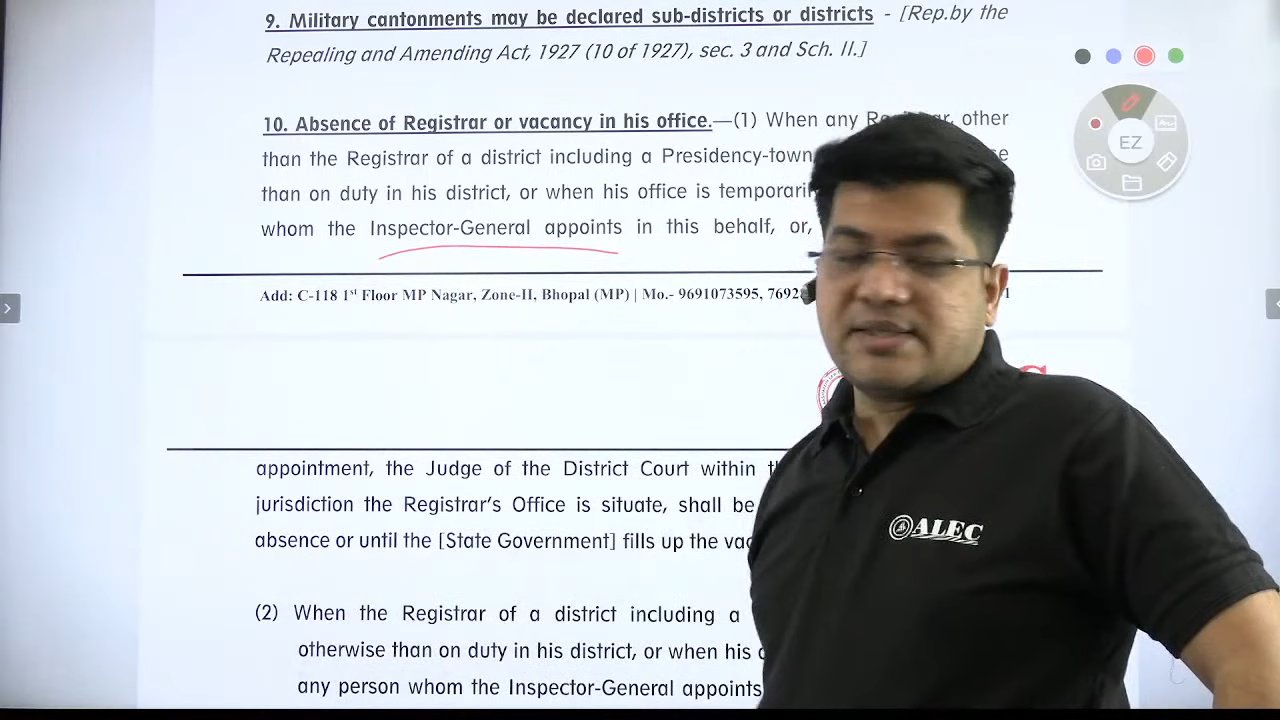 9. Military cantonments may be declared sub-districts or districts - [Rep.by the
Repealing and Amending Act, 1927 (10 of 1927), sec. 3 and Sch. II.]
EZ
10. Absence of Registrar or vacancy in his office.—(1) When any other
than the Registrar of a district including a Presidency-town
than on duty in his district, or when his office is
whom the Inspector-General appoints in this behalf, or,
Add: C-118 1st Floor MP Nagar, Zone-II, Bhopal (MP) | Mo.- 9691073595,
appointment, the Judge of the District Court within
jurisdiction the Registrar's Office is situate, shall be
absence or until the [State Government] fills up the
(2) When the Registrar of a district including a
otherwise than on duty in his district, or when his
any person whom the Inspector-General appoints
ALEC